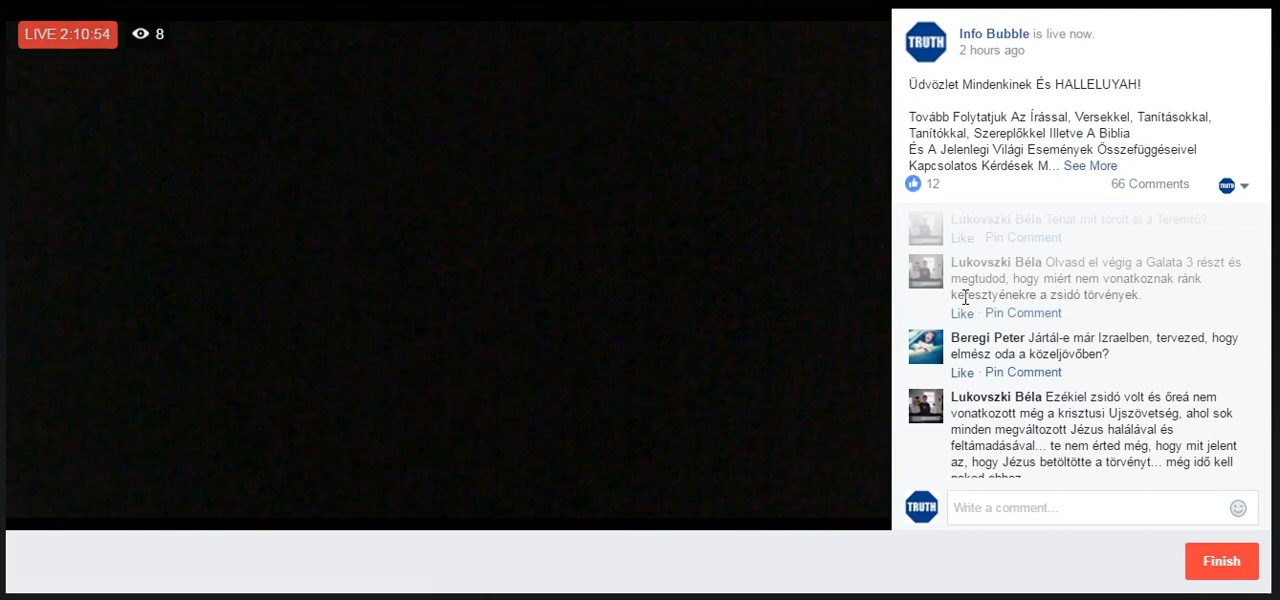 LIVE 2:10:54
8
TRUTH
Info Bubble is live now.
2 hours ago
Üdvözlet Mindenkinek És HALLELUYAH!
Tovább Folytatjuk Az Írással, Versekkel, Tanításokkal,
Tanítókkal, Szereplőkkel Illetve A Biblia
És A Jelenlegi Világi Események Összefüggéseivel
Kapcsolatos Kérdések M... See More
12
66 Comments
TRUTH
Lukovszki Béla Tehát mit törölt el a Teremtő?
Like · Pin Comment
Lukovszki Béla Olvasd el végig a Galata 3 részt és
megtudod, hogy miért nem vonatkoznak ránk
keresztyénekre a zsidó törvények.
Like · Pin Comment
Beregi Peter Jártál-e már Izraelben, tervezed, hogy
elmész oda a közeljövőben?
Like · Pin Comment
Lukovszki Béla Ezékiel zsidó volt és őreá nem
vonatkozott még a krisztusi Ujszövetség, ahol sok
minden megváltozott Jézus halálával és
feltámadásával... te nem érted még, hogy mit jelent
az, hogy Jézus betöltötte a törvényt... még idő kell
TRUTH
Write a comment...
Finish